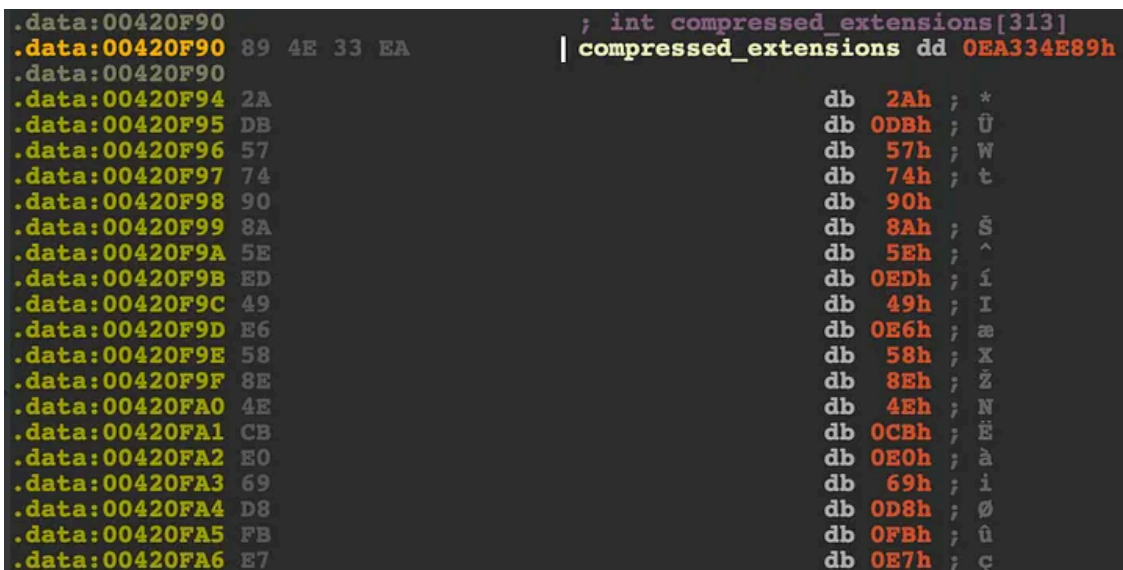 .data:00420F90 ; int compressed_extensions[313]
.data:00420F90 89 4E 33 EA compressed_extensions dd 0EA334E89h
.data:00420F90
.data:00420F94 2A db 2Ah ; *
.data:00420F95 DB db 0DBh ; Û
.data:00420F96 57 db 57h ; W
.data:00420F97 74 db 74h ; t
.data:00420F98 90 db 90h
.data:00420F99 8A db 8Ah ; Š
.data:00420F9A 5E db 5Eh ; ^
.data:00420F9B ED db 0EDh ; í
.data:00420F9C 49 db 49h ; I
.data:00420F9D E6 db 0E6h ; æ
.data:00420F9E 58 db 58h ; X
.data:00420F9F 8E db 8Eh ; Ž
.data:00420FA0 4E db 4Eh ; N
.data:00420FA1 CB db 0CBh ; Ë
.data:00420FA2 E0 db 0E0h ; à
.data:00420FA3 69 db 69h ; i
.data:00420FA4 D8 db 0D8h ; Ø
.data:00420FA5 FB db 0FBh ; û
.data:00420FA6 E7 db 0E7h ; ç